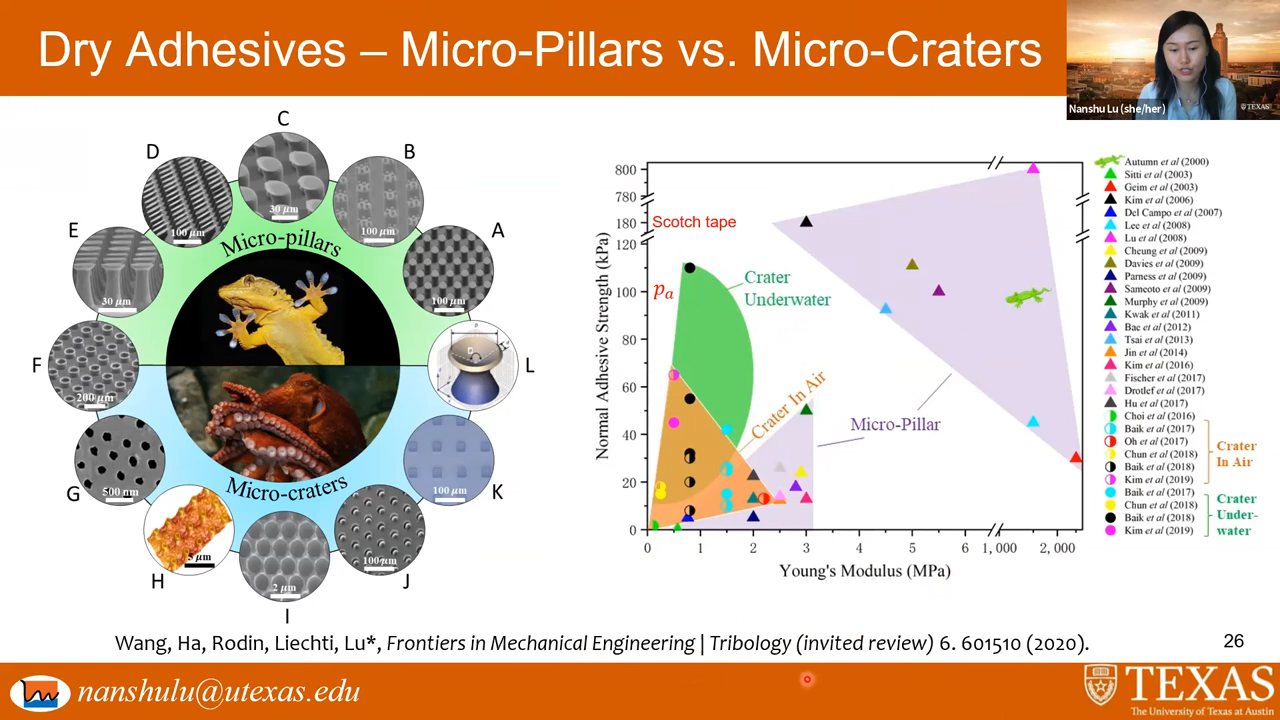 Dry Adhesives – Micro-Pillars vs. Micro-Craters
Nanshu Lu (she/her)
TEXAS
C
D
B
E
A
F
L
G
K
H
J
I
30 µm
100 µm
100 µm
30 µm
100 µm
200 µm
500 nm
100 µm
5 µm
100µm
2 µm
Micro-pillars
Micro-craters
Normal Adhesive Strength (kPa)
800
780
180
120
100
80
60
40
20
0
Scotch tape
pa
Crater
Underwater
Crater In Air
Micro-Pillar
0 1 2 3 4 5 6 1,000 2,000
Young's Modulus (MPa)
Autumn et al (2000)
Sitti et al (2003)
Geim et al (2003)
Kim et al (2006)
Del Campo et al (2007)
Lee et al (2008)
Lu et al (2008)
Cheung et al (2009)
Davies et al (2009)
Parness et al (2009)
Sameoto et al (2009)
Murphy et al (2009)
Kwak et al (2011)
Bae et al (2012)
Tsai et al (2013)
Jin et al (2014)
Kim et al (2016)
Fischer et al (2017)
Drotlef et al (2017)
Hu et al (2017)
Choi et al (2016)
Baik et al (2017)
Oh et al (2017)
Chun et al (2018)
Baik et al (2018)
Kim et al (2019)
Baik et al (2017)
Chun et al (2018)
Baik et al (2018)
Kim et al (2019)
Crater
In Air
Crater
Under-
water
Wang, Ha, Rodin, Liechti, Lu*, Frontiers in Mechanical Engineering | Tribology (invited review) 6. 601510 (2020).
26
nanshulu@utexas.edu
TEXAS
The University of Texas at Austin